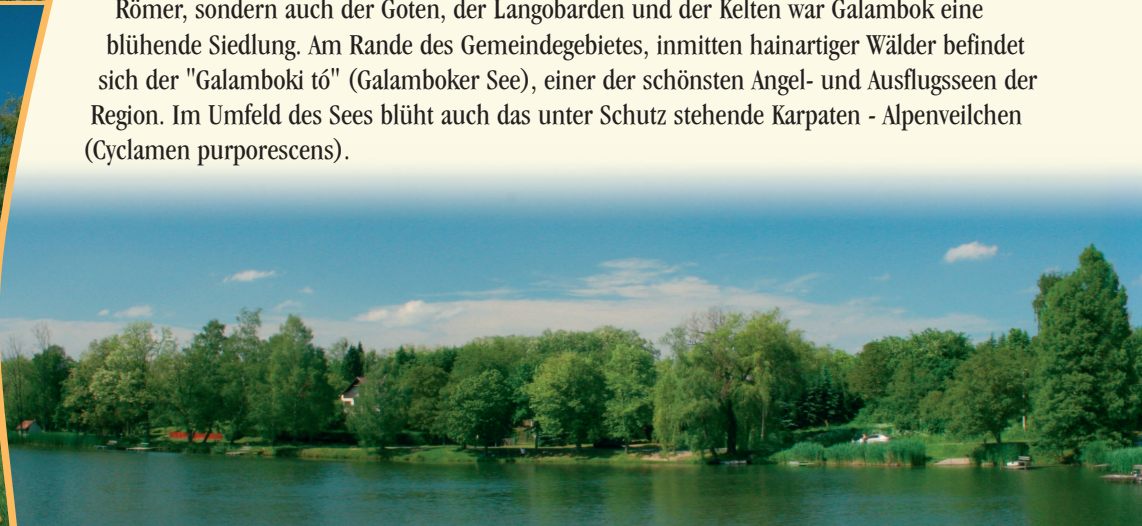 Römer, sondern auch der Goten, der Langobarden und der Kelten war Galambok eine
blühende Siedlung. Am Rande des Gemeindegebietes, inmitten hainartiger Wälder befindet
sich der "Galamboki tó" (Galamboker See), einer der schönsten Angel- und Ausflugsseen der
Region. Im Umfeld des Sees blüht auch das unter Schutz stehende Karpaten - Alpenveilchen
(Cyclamen purporescens).